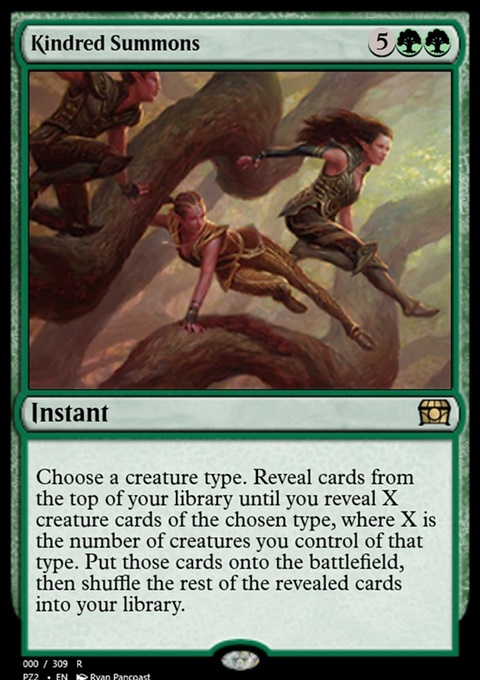 Kindred Summons
5
Instant
Choose a creature type. Reveal cards from
the top of your library until you reveal X
creature cards of the chosen type, where X is
the number of creatures you control of that
type. Put those cards onto the battlefield,
then shuffle the rest of the revealed cards
into your library.
000 / 309 R
PZ2 • EN Ryan Pancoast